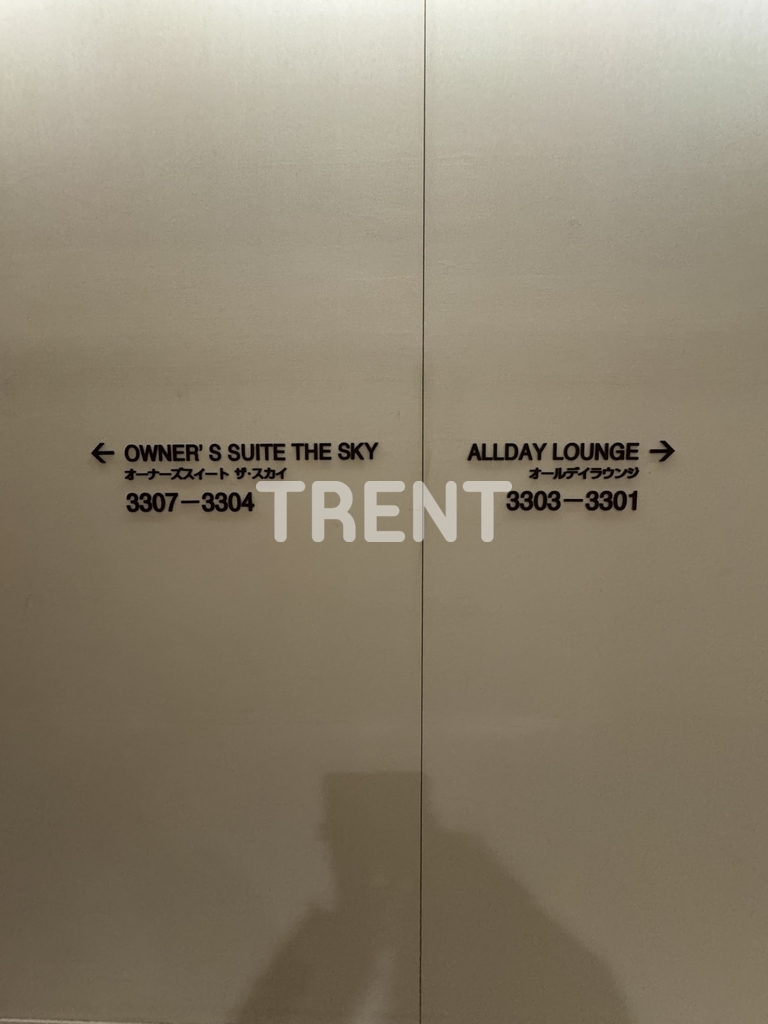 ← OWNER' S SUITE THE SKY
オーナーズスイート ザ・スカイ
3307－3304
ALLDAY LOUNGE →
オールデイラウンジ
3303－3301
TRENT